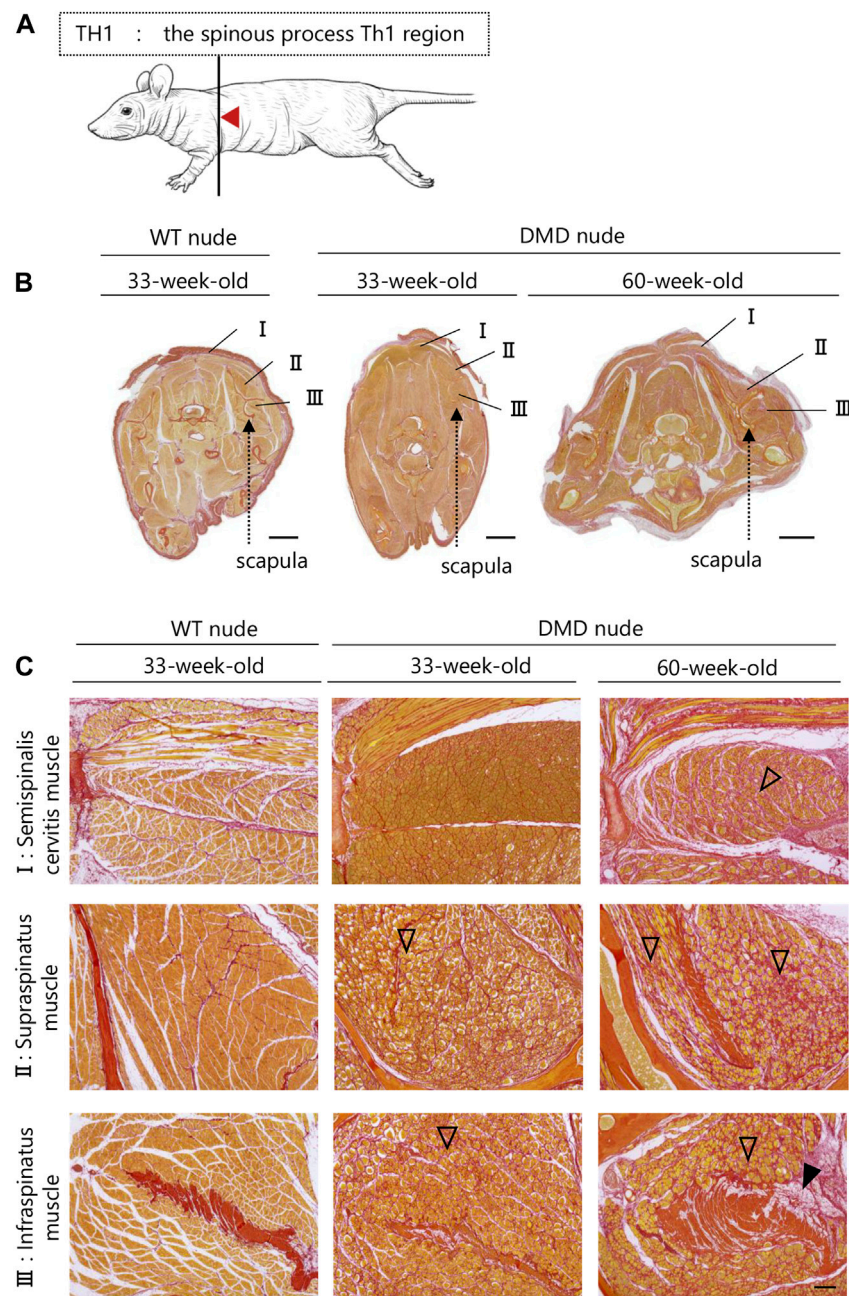 A
TH1 : the spinous process Th1 region
WT nude
DMD nude
B
33-week-old
33-week-old
60-week-old
I
II
III
I
II
III
I
II
III
scapula
scapula
scapula
WT nude
DMD nude
C
33-week-old
33-week-old
60-week-old
I : Semispinalis
cervitis muscle
II : Supraspinatus
muscle
III : Infraspinatus
muscle